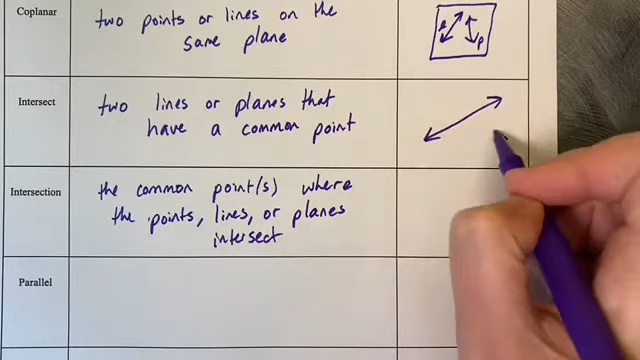 Coplanar
two points or lines on the
same plane
l
p
Intersect
two lines or planes that
have a common point
Intersection
the common point(s) where
the points, lines, or planes
intersect
Parallel